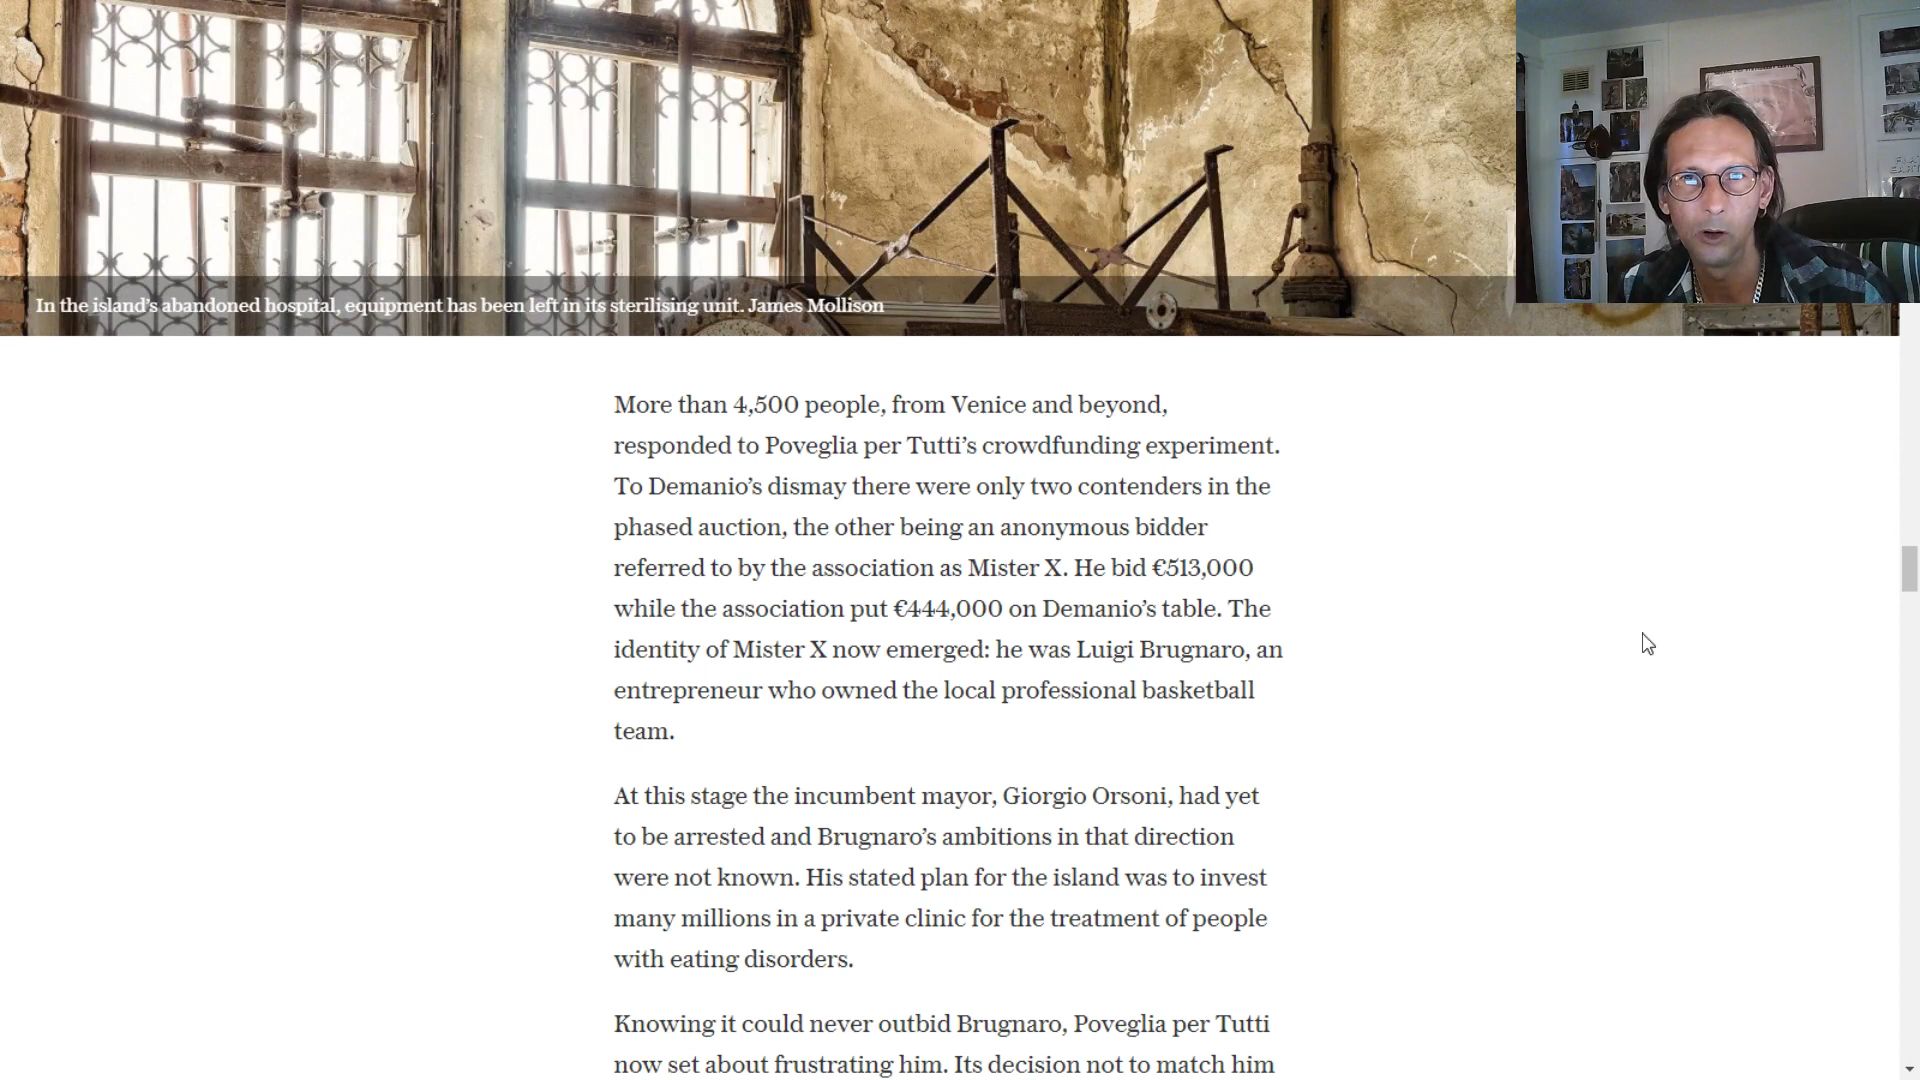 In the island’s abandoned hospital, equipment has been left in its sterilising unit. James Mollison
More than 4,500 people, from Venice and beyond,
responded to Poveglia per Tutti’s crowdfunding experiment.
To Demanio’s dismay there were only two contenders in the
phased auction, the other being an anonymous bidder
referred to by the association as Mister X. He bid €513,000
while the association put €444,000 on Demanio’s table. The
identity of Mister X now emerged: he was Luigi Brugnaro, an
entrepreneur who owned the local professional basketball
team.
At this stage the incumbent mayor, Giorgio Orsoni, had yet
to be arrested and Brugnaro’s ambitions in that direction
were not known. His stated plan for the island was to invest
many millions in a private clinic for the treatment of people
with eating disorders.
Knowing it could never outbid Brugnaro, Poveglia per Tutti
now set about frustrating him. Its decision not to match him